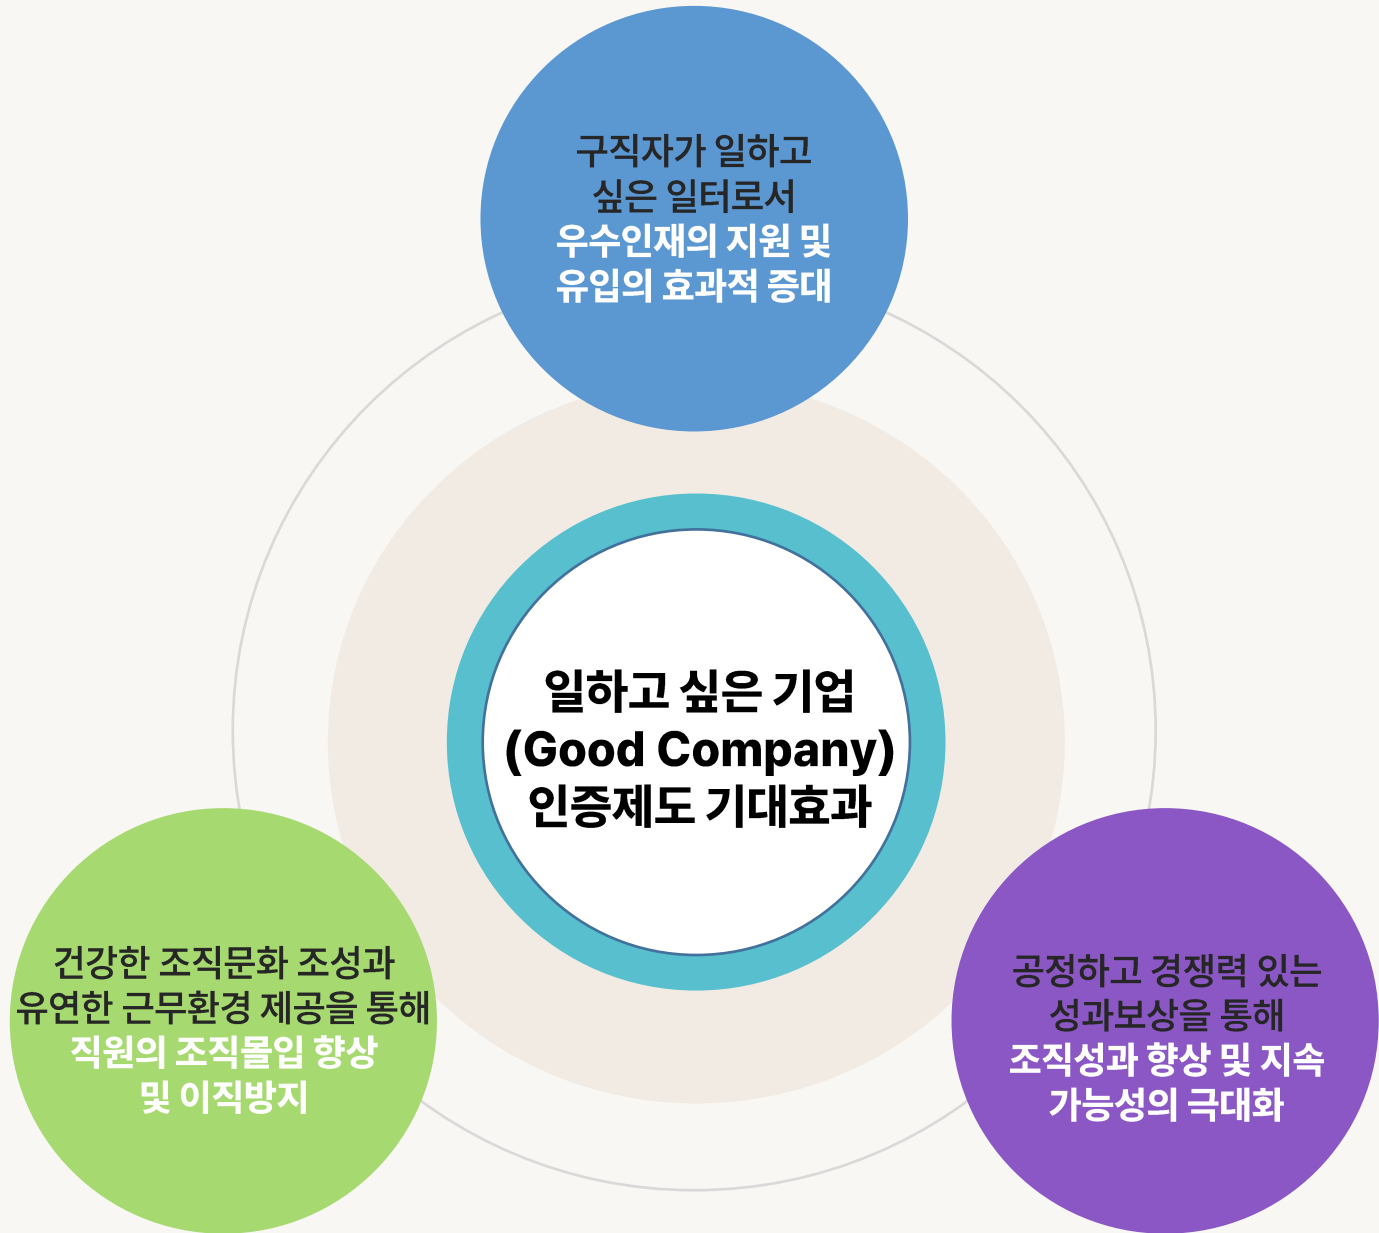 구직자가 일하고
싶은 일터로서
우수인재의 지원 및
유입의 효과적 증대
일하고 싶은 기업
(Good Company)
인증제도 기대효과
건강한 조직문화 조성과
유연한 근무환경 제공을 통해
직원의 조직몰입 향상
및 이직방지
공정하고 경쟁력 있는
성과보상을 통해
조직성과 향상 및 지속
가능성의 극대화